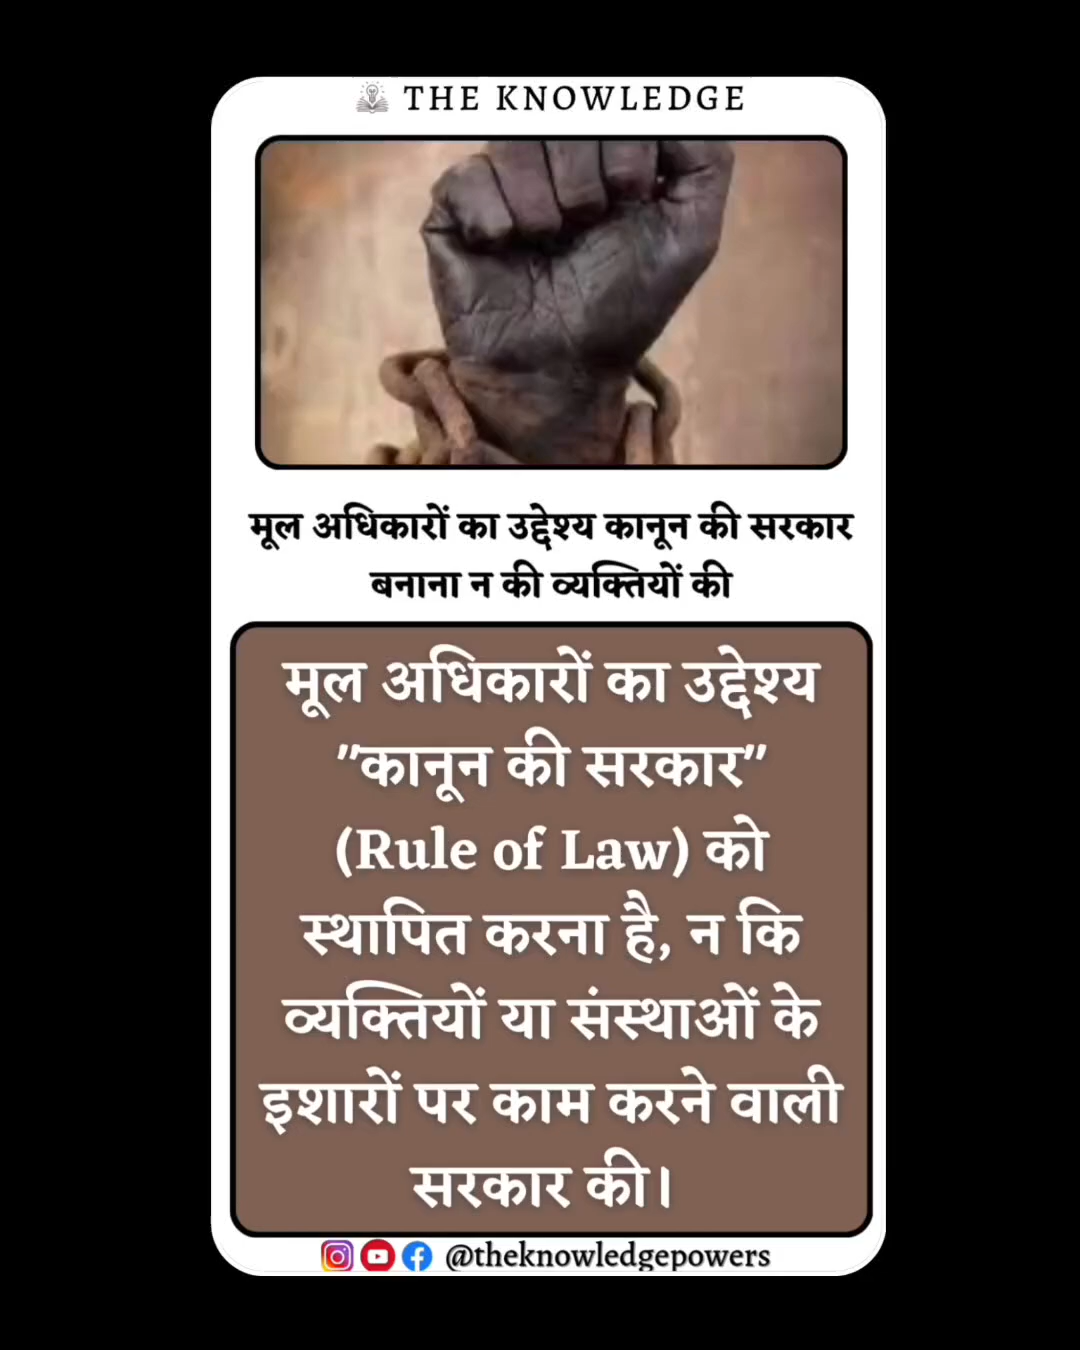 THE KNOWLEDGE
मूल अधिकारों का उद्देश्य कानून की सरकार
बनाना न की व्यक्तियों की
मूल अधिकारों का उद्देश्य
"कानून की सरकार"
(Rule of Law) को
स्थापित करना है, न कि
व्यक्तियों या संस्थाओं के
इशारों पर काम करने वाली
सरकार की।
@theknowledgepowers